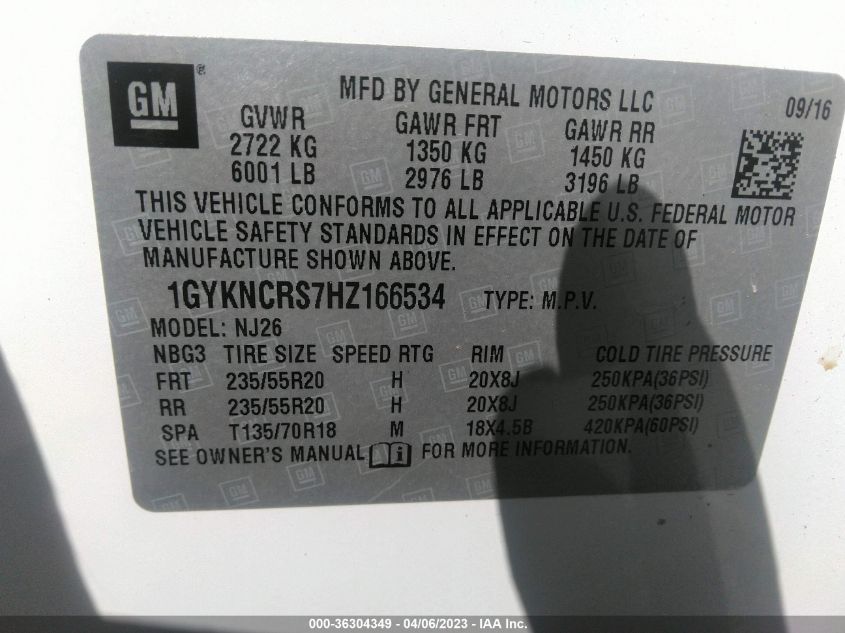 GM ®
MFD BY GENERAL MOTORS LLC
09/16
GVWR GAWR FRT GAWR RR
2722 KG 1350 KG 1450 KG
6001 LB 2976 LB 3196 LB
THIS VEHICLE CONFORMS TO ALL APPLICABLE U.S. FEDERAL MOTOR
VEHICLE SAFETY STANDARDS IN EFFECT ON THE DATE OF
MANUFACTURE SHOWN ABOVE.
1GYKNCRS7HZ166534 TYPE: M.P.V.
MODEL: NJ26
NBG3 TIRE SIZE SPEED RTG RIM COLD TIRE PRESSURE
FRT 235/55R20 H 20X8J 250KPA(36PSI)
RR 235/55R20 H 20X8J 250KPA(36PSI)
SPA T135/70R18 M 18X4.5B 420KPA(60PSI)
SEE OWNER'S MANUAL i FOR MORE INFORMATION.
000-36304349 - 04/06/2023 - IAA Inc.